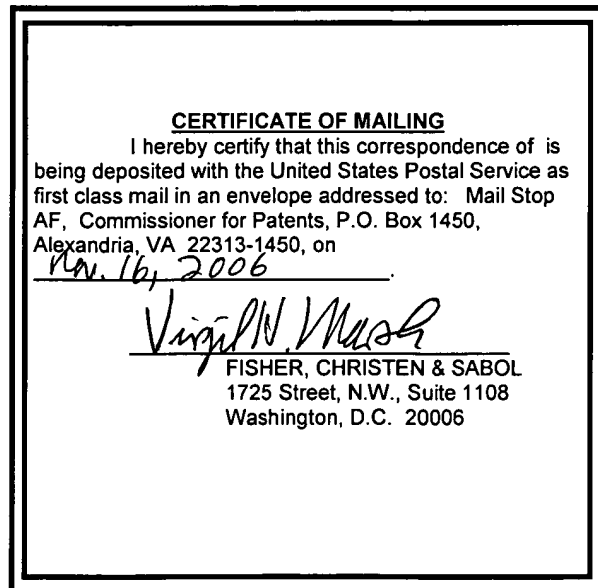 CERTIFICATE OF MAILING
I hereby certify that this correspondence of is
being deposited with the United States Postal Service as
first class mail in an envelope addressed to: Mail Stop
AF, Commissioner for Patents, P.O. Box 1450,
Alexandria, VA 22313-1450, on
Nov. 16, 2006.
Virgil H. Marsh
FISHER, CHRISTEN & SABOL
1725 Street, N.W., Suite 1108
Washington, D.C. 20006